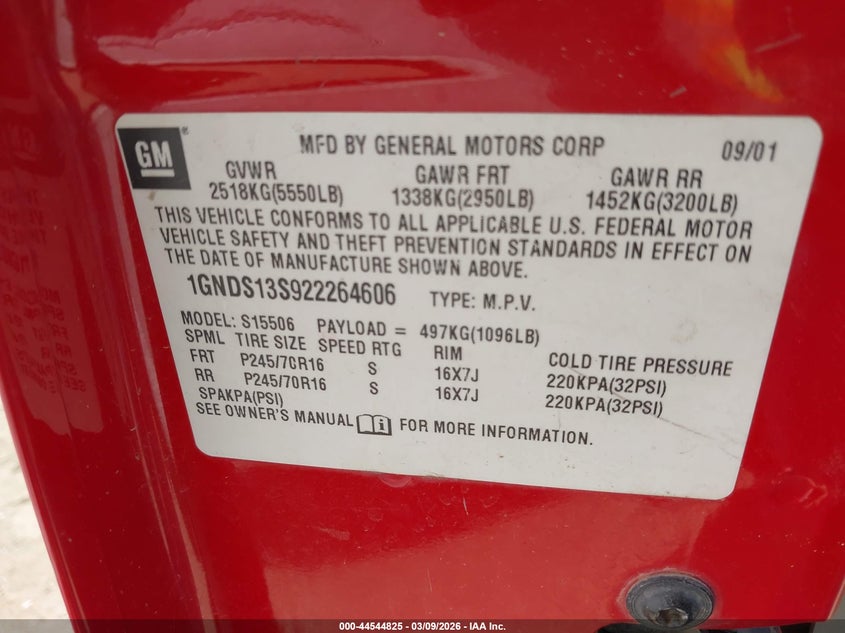 GM
®
MFD BY GENERAL MOTORS CORP 09/01
GVWR GAWR FRT GAWR RR
2518KG(5550LB) 1338KG(2950LB) 1452KG(3200LB)
THIS VEHICLE CONFORMS TO ALL APPLICABLE U.S. FEDERAL MOTOR
VEHICLE SAFETY AND THEFT PREVENTION STANDARDS IN EFFECT ON
THE DATE OF MANUFACTURE SHOWN ABOVE.
1GNDS13S922264606 TYPE: M.P.V.
MODEL: S15506 PAYLOAD = 497KG(1096LB)
SPML TIRE SIZE SPEED RTG RIM COLD TIRE PRESSURE
FRT P245/70R16 S 16X7J 220KPA(32PSI)
RR P245/70R16 S 16X7J 220KPA(32PSI)
SPAKPA(PSI)
SEE OWNER'S MANUAL FOR MORE INFORMATION.
000-44544825 | 03/09/2026 | IAA Inc.